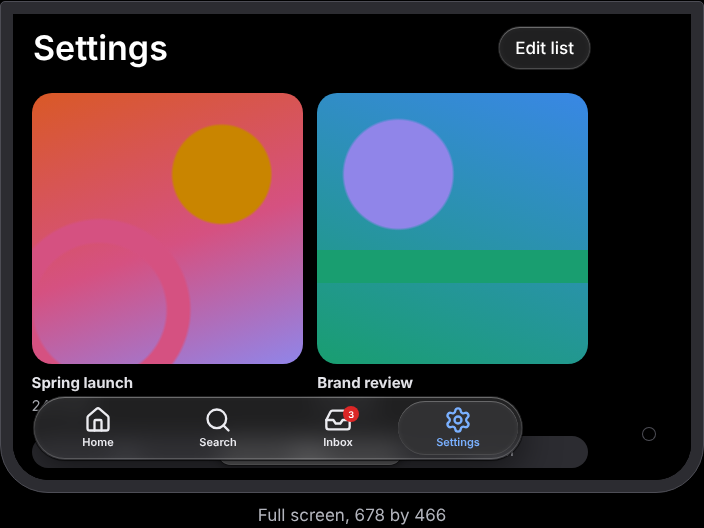 Settings
Edit list
Spring launch
Brand review
Home
Search
3
Inbox
Settings
Full screen, 678 by 466